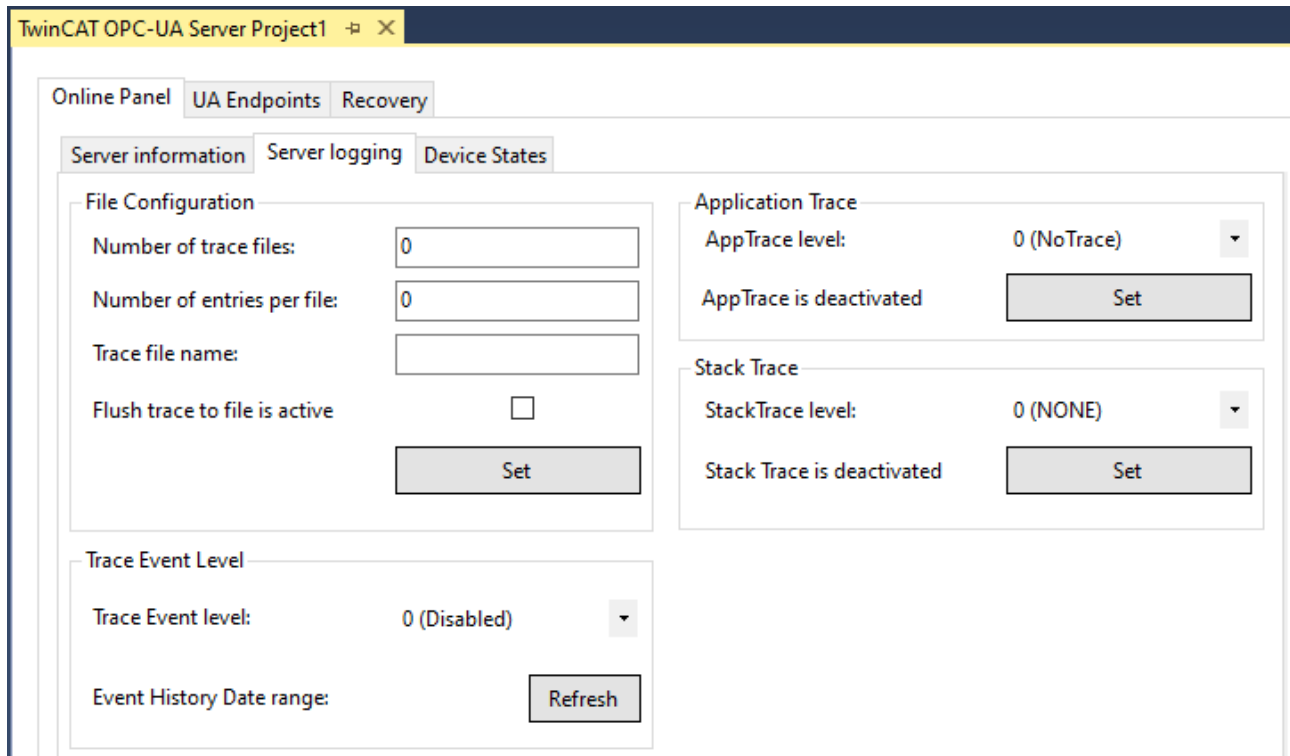 TwinCAT OPC-UA Server Project1
Online Panel UA Endpoints Recovery
Server information Server logging Device States
File Configuration
Number of trace files: 0
Number of entries per file: 0
Trace file name:
Flush trace to file is active
Set
Trace Event Level
Trace Event level: 0 (Disabled)
Event History Date range: Refresh
Application Trace
AppTrace level: 0 (NoTrace)
AppTrace is deactivated Set
Stack Trace
StackTrace level: 0 (NONE)
Stack Trace is deactivated Set